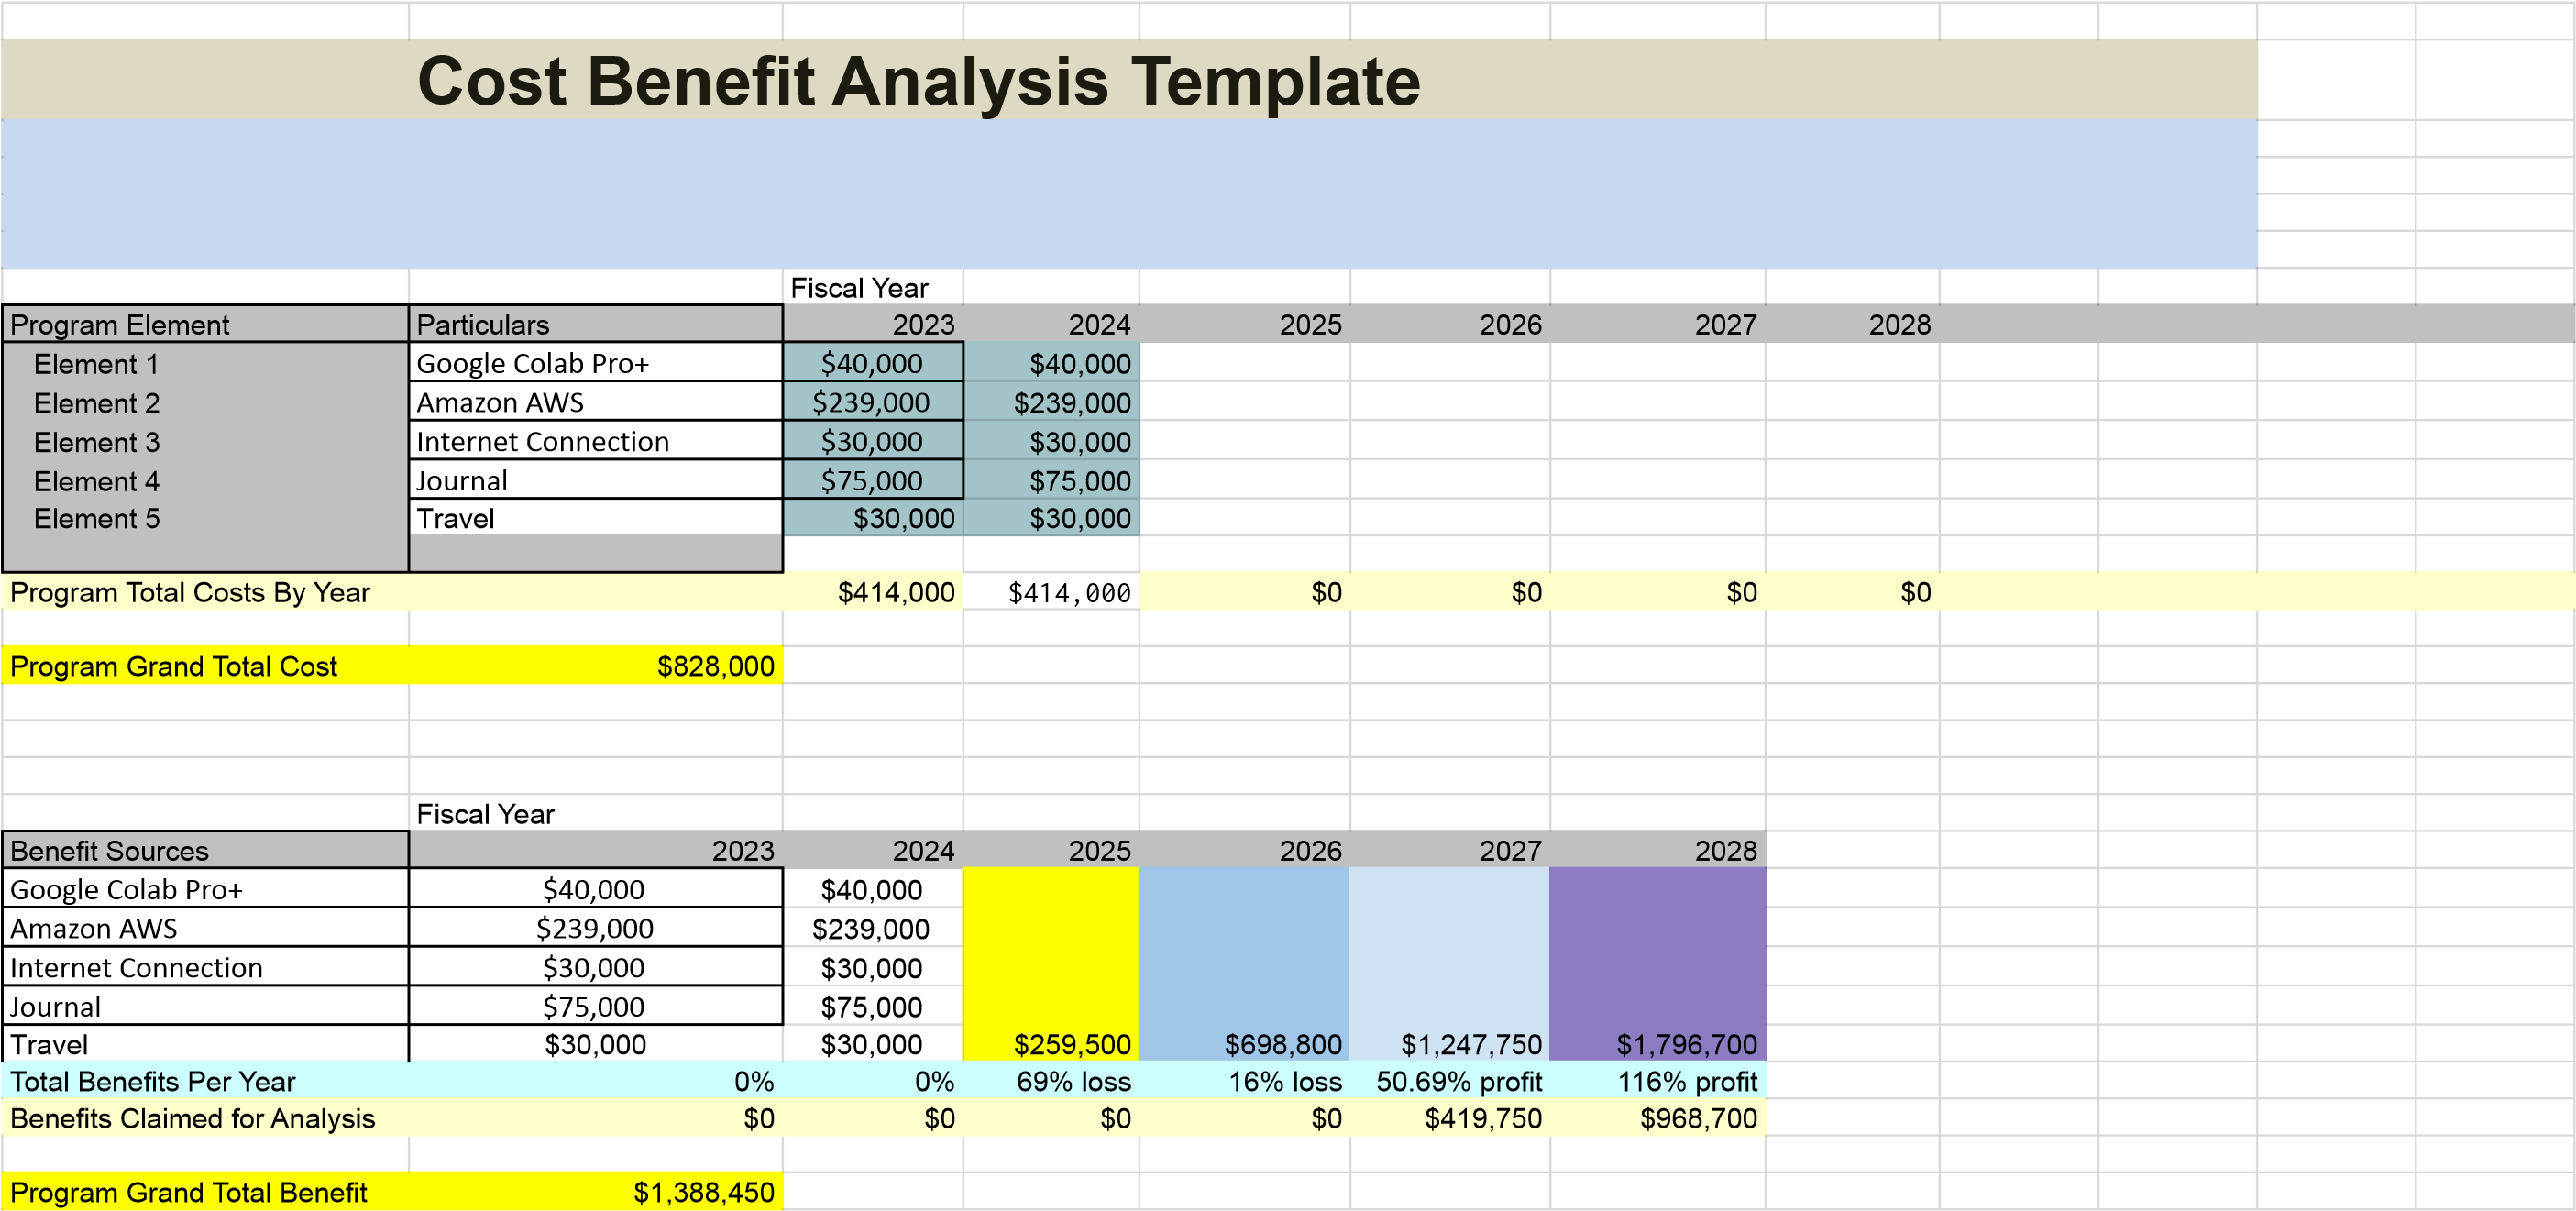 Cost Benefit Analysis Template
Fiscal Year
Program Element Particulars 2023 2024 2025 2026 2027 2028
Element 1 Google Colab Pro+ $40,000 $40,000
Element 2 Amazon AWS $239,000 $239,000
Element 3 Internet Connection $30,000 $30,000
Element 4 Journal $75,000 $75,000
Element 5 Travel $30,000 $30,000
Program Total Costs By Year $414,000 $414,000 $0 $0 $0 $0
Program Grand Total Cost $828,000
Fiscal Year
Benefit Sources 2023 2024 2025 2026 2027 2028
Google Colab Pro+ $40,000 $40,000
Amazon AWS $239,000 $239,000
Internet Connection $30,000 $30,000
Journal $75,000 $75,000
Travel $30,000 $30,000 $259,500 $698,800 $1,247,750 $1,796,700
Total Benefits Per Year 0% 0% 69% loss 16% loss 50.69% profit 116% profit
Benefits Claimed for Analysis $0 $0 $0 $0 $419,750 $968,700
Program Grand Total Benefit $1,388,450